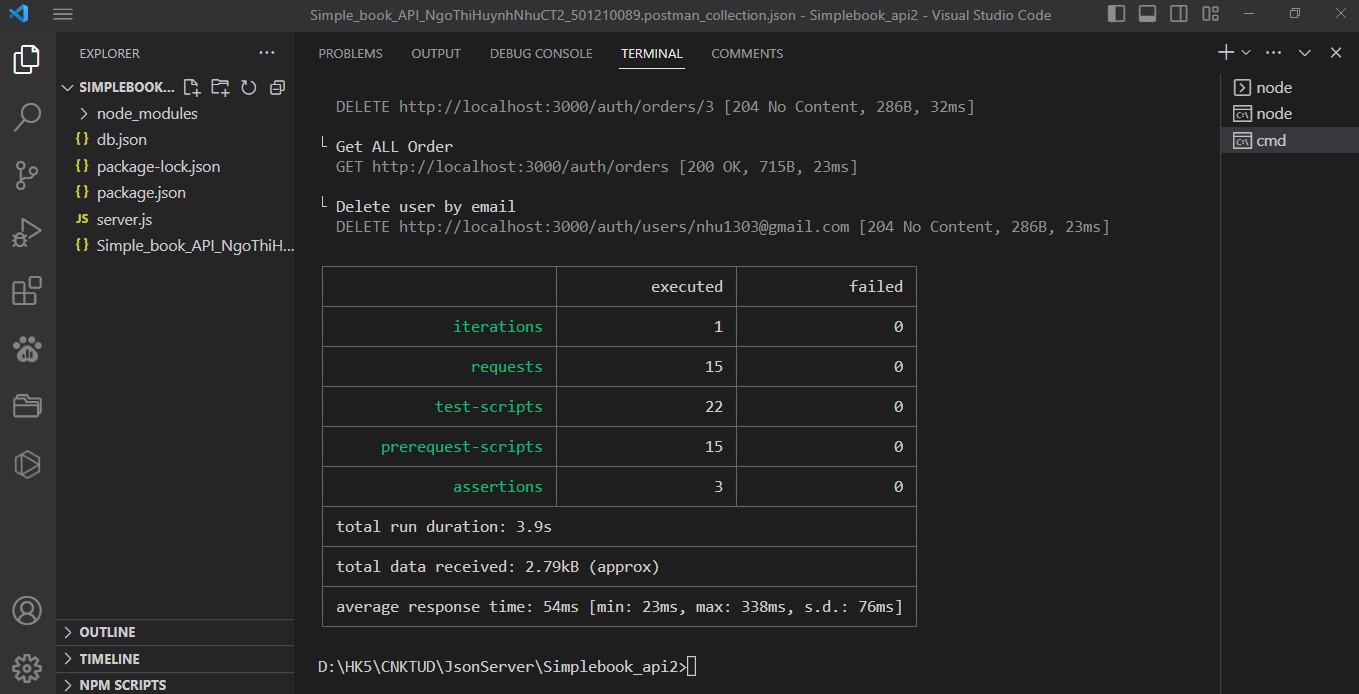 Simple_book_API_NgoThiHuynhNhuCT2_501210089.postman_collection.json - Simplebook_api2 - Visual Studio Code
EXPLORER
SIMPLEBOOK...
node_modules
{} db.json
{} package-lock.json
{} package.json
JS server.js
{} Simple_book_API_NgoThiH...
OUTLINE
TIMELINE
NPM SCRIPTS
PROBLEMS OUTPUT DEBUG CONSOLE TERMINAL COMMENTS
DELETE http://localhost:3000/auth/orders/3 [204 No Content, 286B, 32ms]
└ Get ALL Order
GET http://localhost:3000/auth/orders [200 OK, 715B, 23ms]
└ Delete user by email
DELETE http://localhost:3000/auth/users/nhu1303@gmail.com [204 No Content, 286B, 23ms]
executed failed
iterations 1 0
requests 15 0
test-scripts 22 0
prerequest-scripts 15 0
assertions 3 0
total run duration: 3.9s
total data received: 2.79kB (approx)
average response time: 54ms [min: 23ms, max: 338ms, s.d.: 76ms]
D:\HK5\CNKTUD\JsonServer\Simplebook_api2>
node
node
cmd